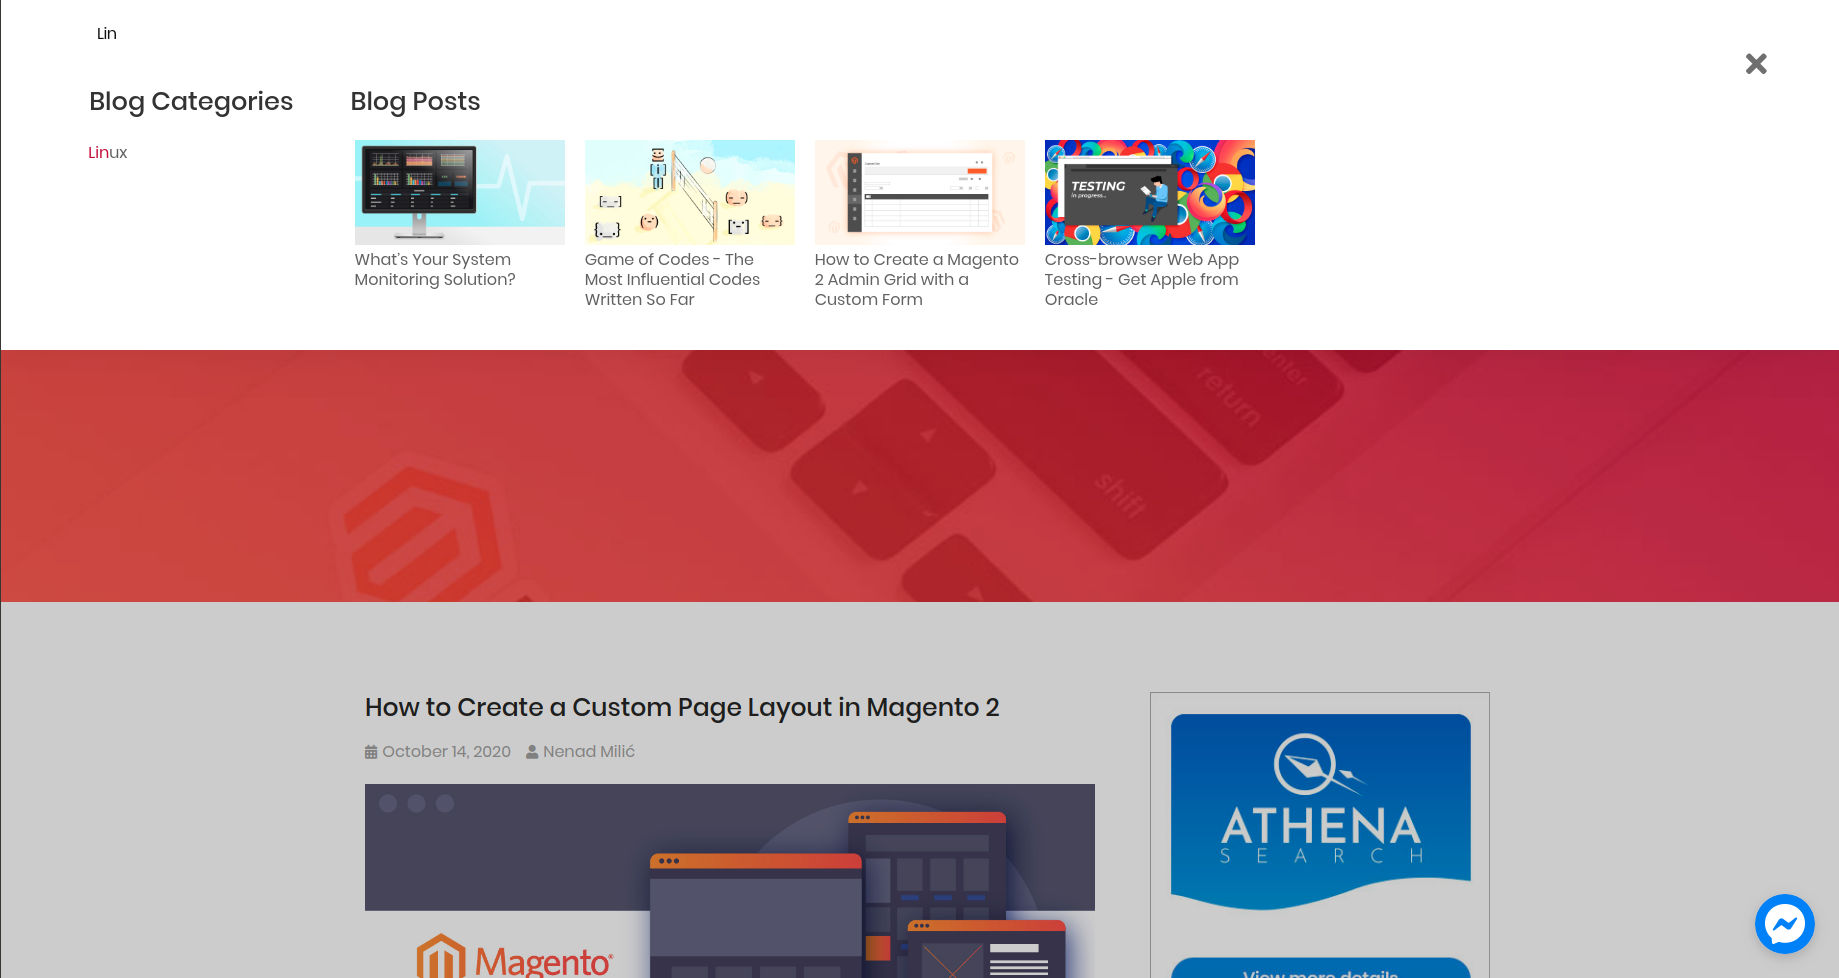 Lin
Blog Categories
Blog Posts
Linux
TESTING
in progress...
What's Your System
Monitoring Solution?
Game of Codes - The
Most Influential Codes
Written So Far
How to Create a Magento
2 Admin Grid with a
Custom Form
Cross-browser Web App
Testing - Get Apple from
Oracle
enter
return
shift
How to Create a Custom Page Layout in Magento 2
October 14, 2020 Nenad Milić
ATHENA
SEARCH
Magento
View more details